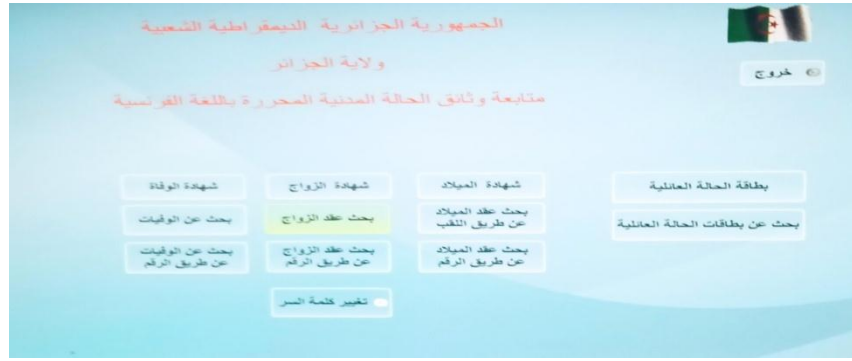 الجمهورية الجزائرية الديمقراطية الشعبية
ولاية الجزائر
خروج
متابعة وثائق الحالة المدنية المحررة باللغة الفرنسية
بطاقة الحالة العائلية
شهادة الميلاد
شهادة الزواج
شهادة الوفاة
بحث عن بطاقات الحالة العائلية
بحث عقد الميلاد
عن طريق اللقب
بحث عقد الزواج
بحث عن الوفيات
بحث عقد الميلاد
عن طريق الرقم
بحث عقد الزواج
عن طريق الرقم
بحث عن الوفيات
عن طريق الرقم
تغيير كلمة السر